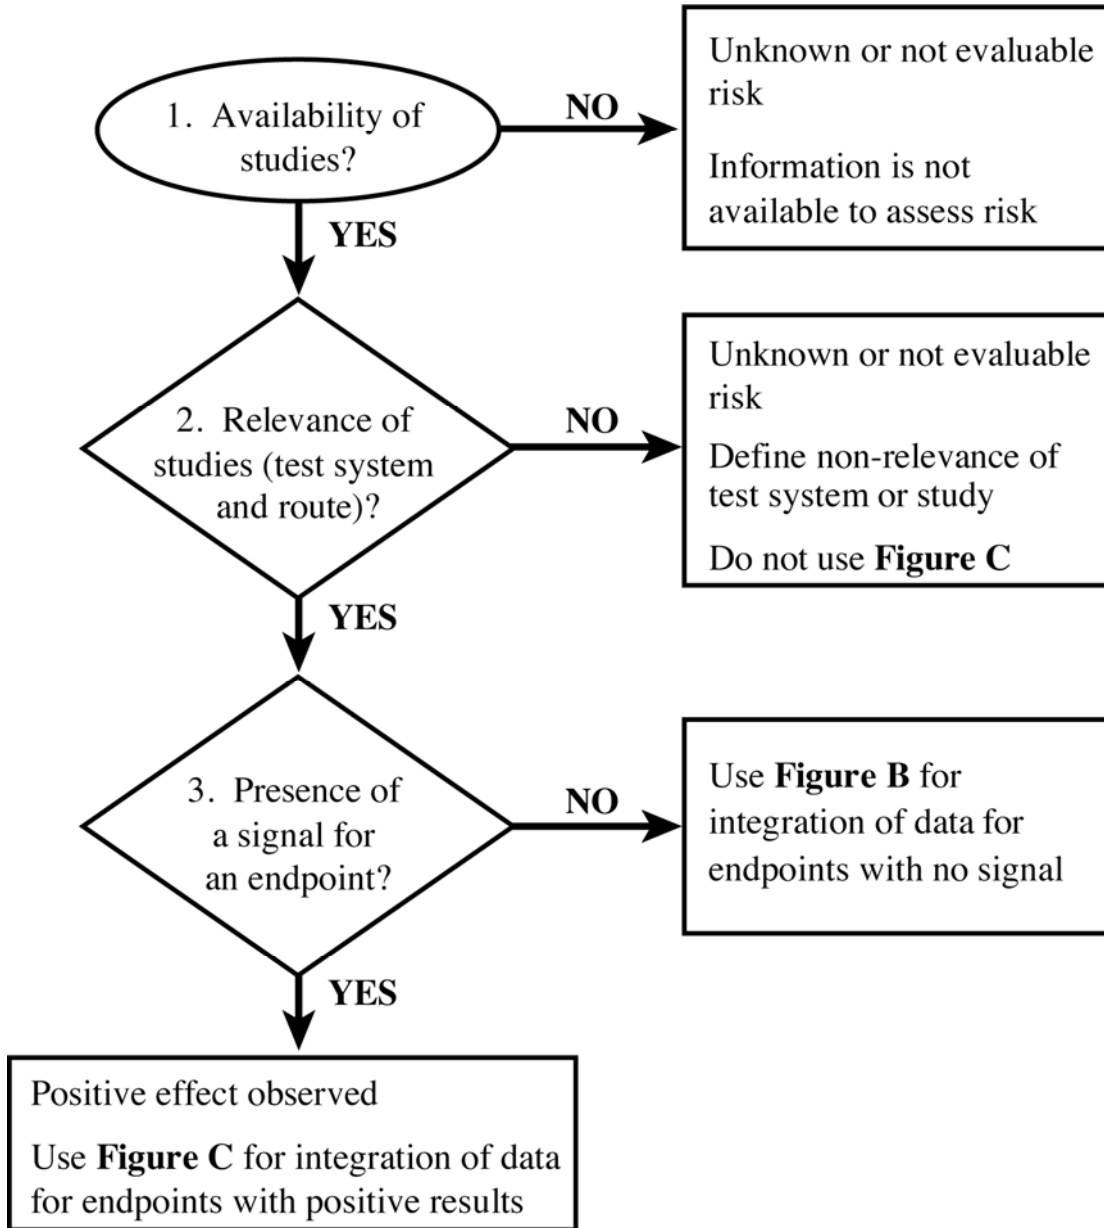 1. Availability of
studies?
NO
Unknown or not evaluable
risk
Information is not
available to assess risk
YES
2. Relevance of
studies (test system
and route)?
NO
Unknown or not evaluable
risk
Define non-relevance of
test system or study
Do not use Figure C
YES
3. Presence of
a signal for
an endpoint?
NO
Use Figure B for
integration of data for
endpoints with no signal
YES
Positive effect observed
Use Figure C for integration of data
for endpoints with positive results